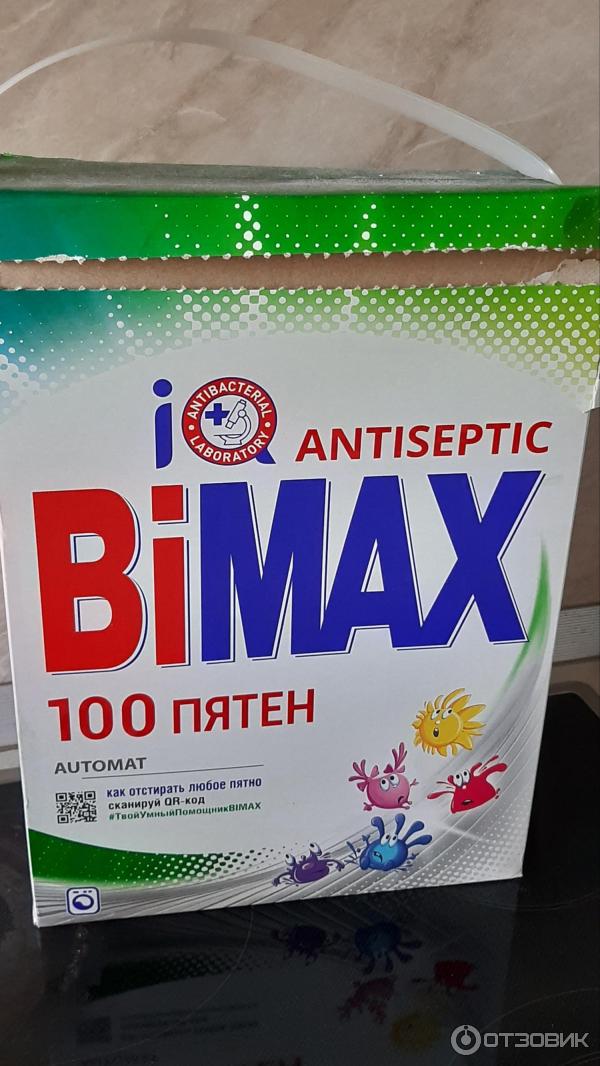 iQ
ANTIBACTERIAL
LABORATORY
ANTISEPTIC
BiMAX
100 ПЯТЕН
AUTOMAT
как отстирать любое пятно
сканируй QR-код
#ТвойУмныйПомощникBIMAX
ОТЗОВИК